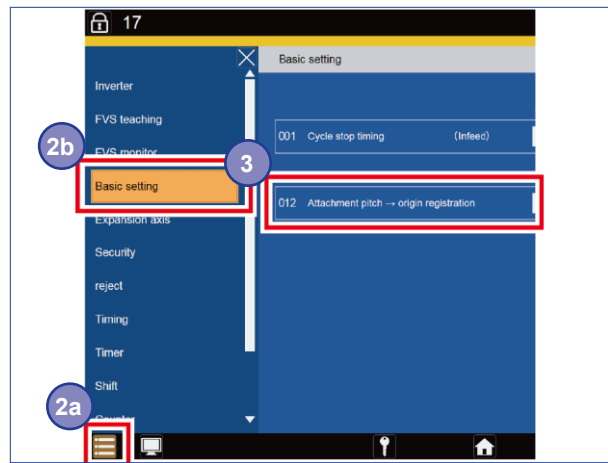 17
Basic setting
Inverter
FVS teaching
001 Cycle stop timing (Infeed)
2b
FVS monitor
3
Basic setting
012 Attachment pitch → origin registration
Expansion axis
Security
reject
Timing
Timer
Shift
2a
Counter